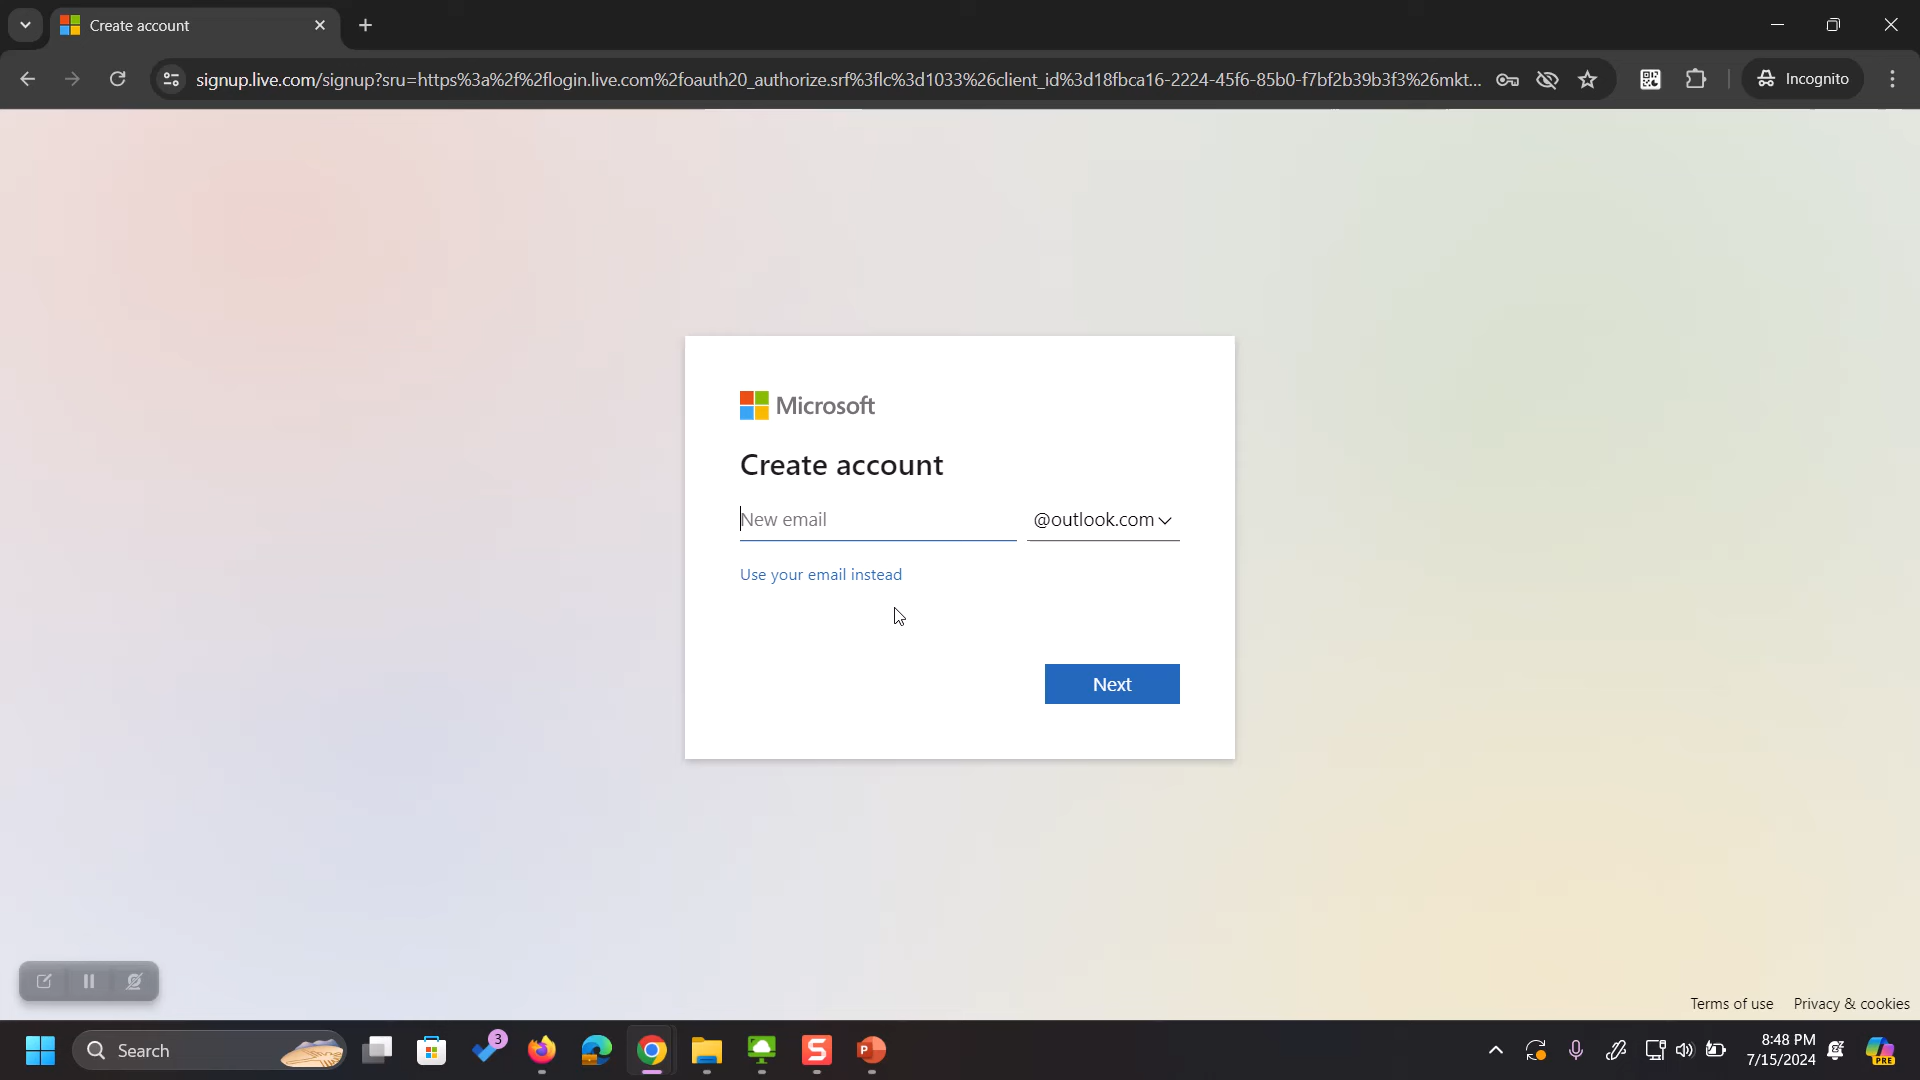 Create account
signup.live.com/signup?sru=https%3a%2f%2flogin.live.com%2foauth20_authorize.srf%3flc%3d1033%26client_id%3d18fbca16-2224-45f6-85b0-f7bf2b39b3f3%26mkt...
Incognito
Microsoft
Create account
New email
@outlook.com
Use your email instead
Next
Terms of use
Privacy & cookies
Search
3
S
P
8:48 PM
7/15/2024
PRE